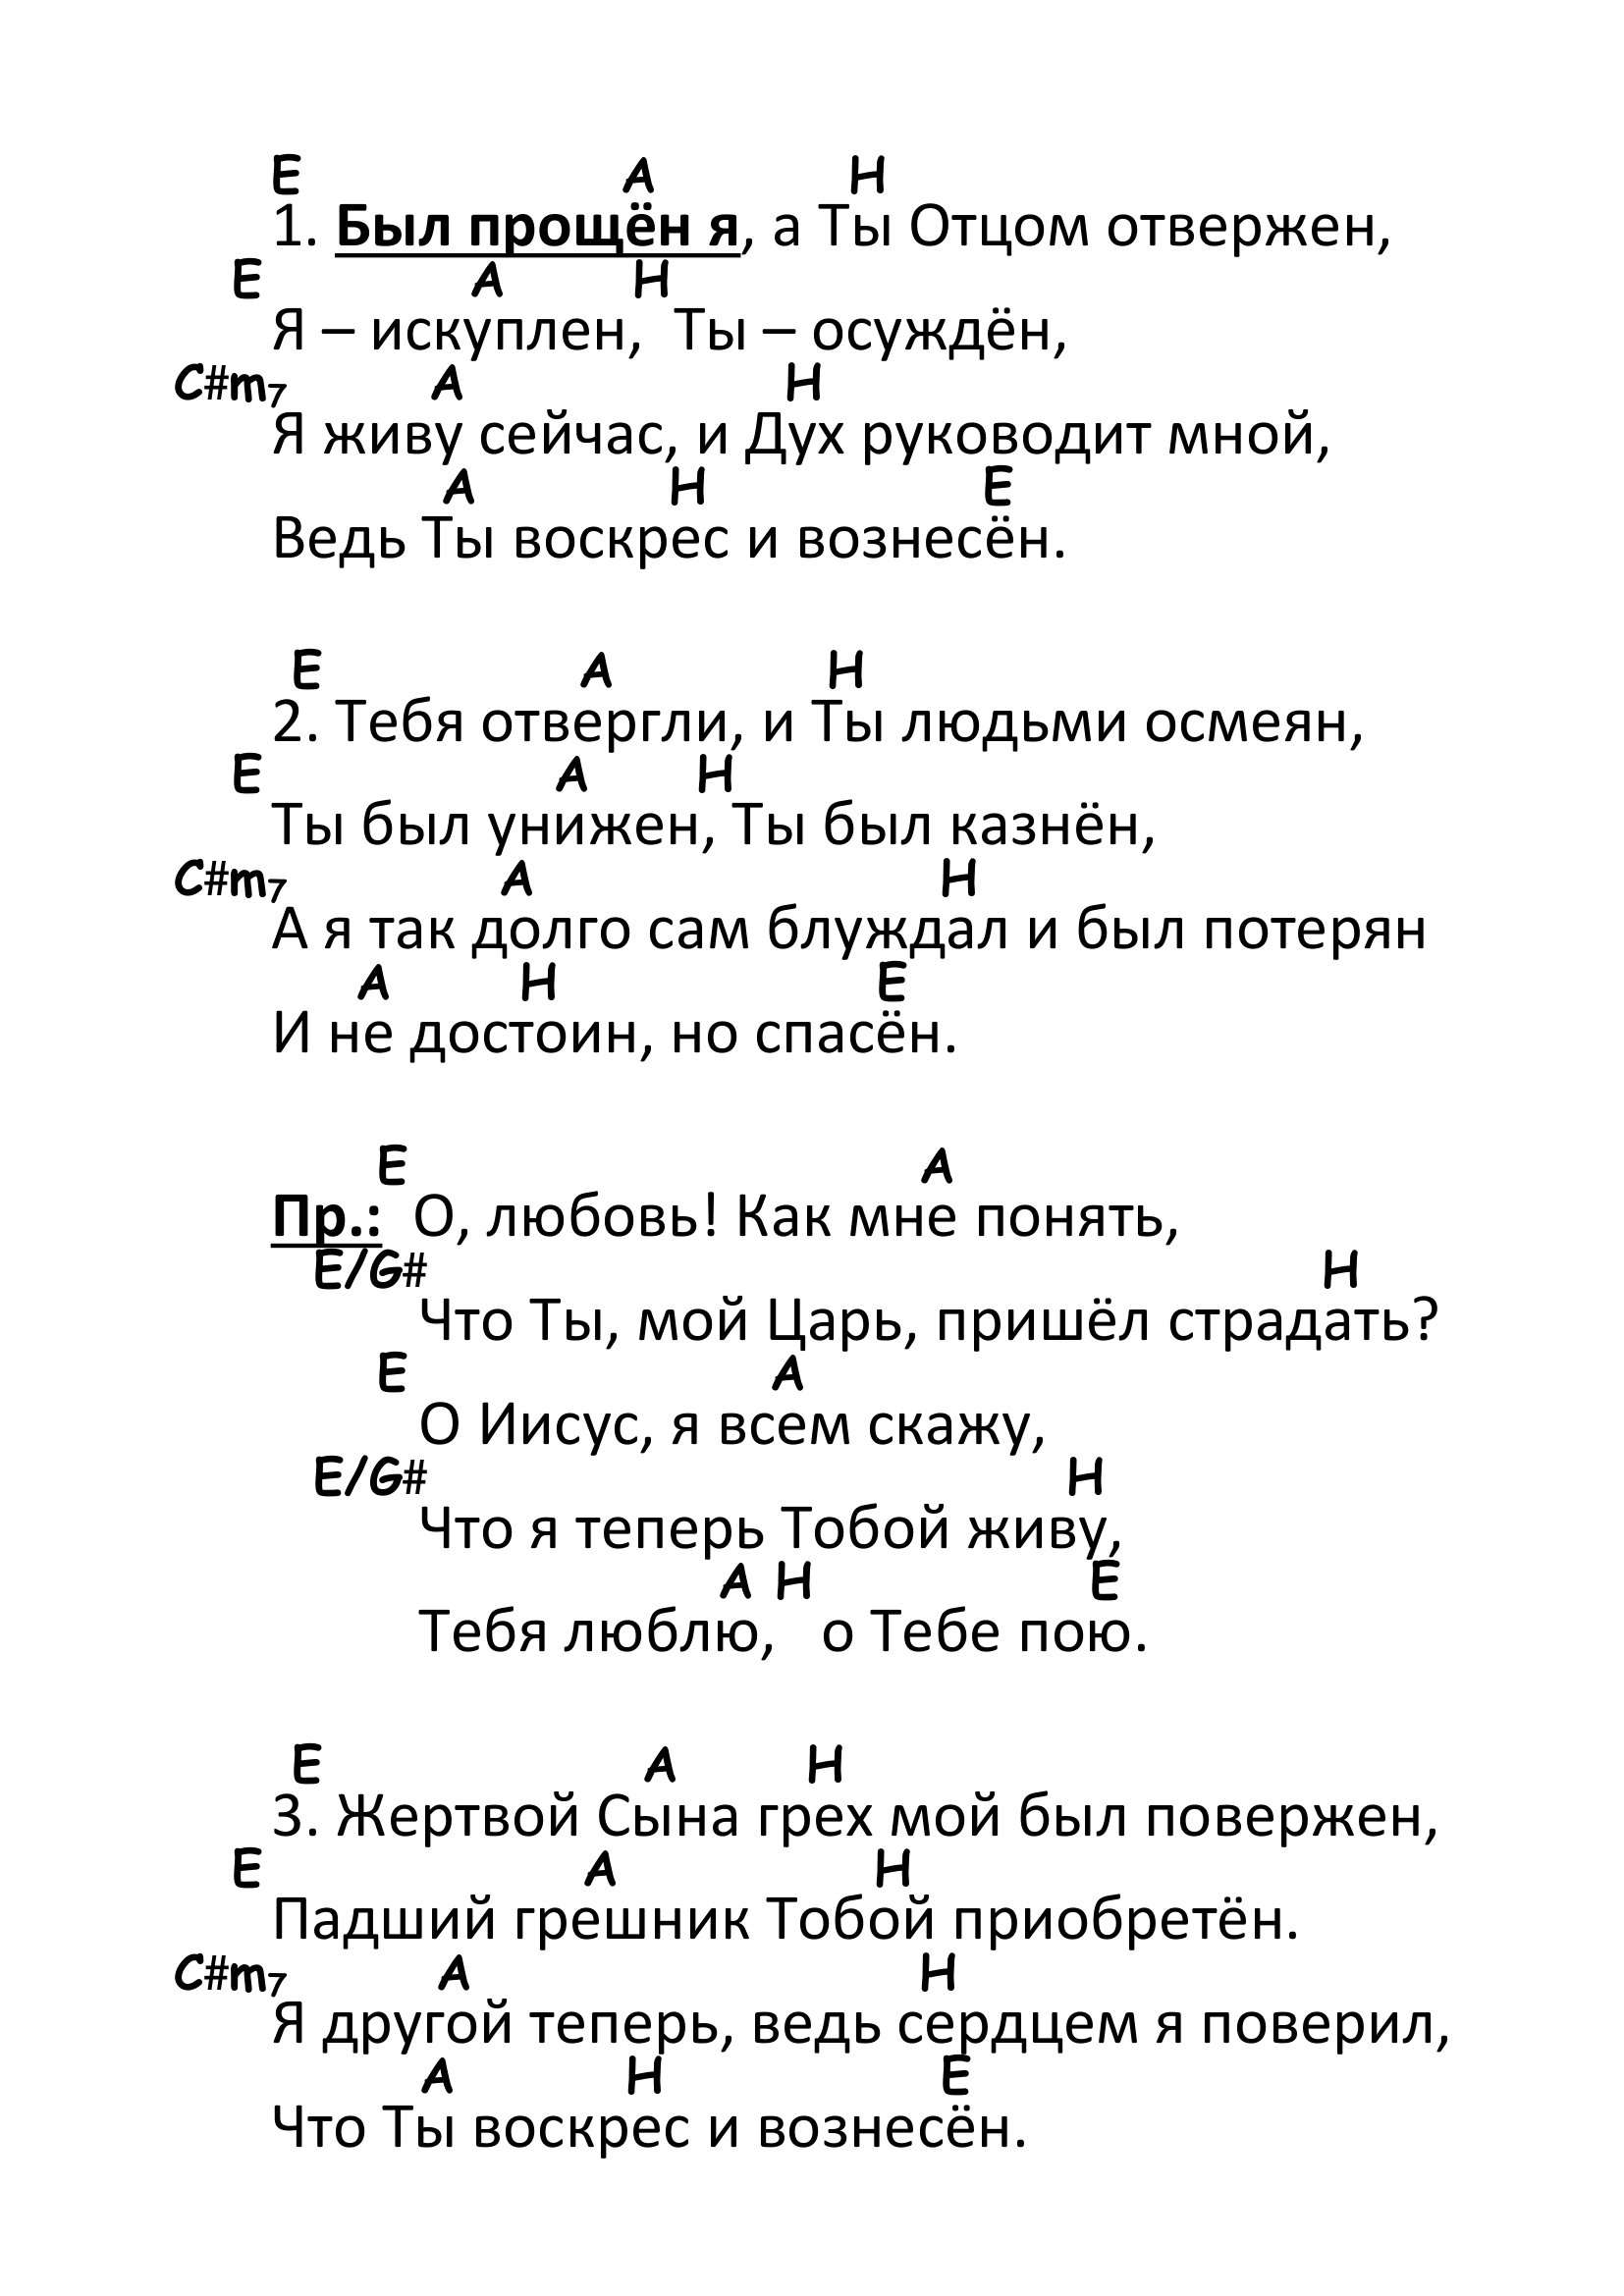 E A H
1. Был прощён я, а Ты Отцом отвержен,
E A H
Я – искуплен, Ты – осуждён,
C#m7 A H
Я живу сейчас, и Дух руководит мной,
A H E
Ведь Ты воскрес и вознесён.
E A H
2. Тебя отвергли, и Ты людьми осмеян,
E A H
Ты был унижен, Ты был казнён,
C#m7 A H
А я так долго сам блуждал и был потерян
A H E
И не достоин, но спасён.
E A
Пр.: О, любовь! Как мне понять,
E/G# H
Что Ты, мой Царь, пришёл страдать?
E A
О Иисус, я всем скажу,
E/G# H
Что я теперь Тобой живу,
A H E
Тебя люблю, о Тебе пою.
E A H
3. Жертвой Сына грех мой был повержен,
E A H
Падший грешник Тобой приобретён.
C#m7 A H
Я другой теперь, ведь сердцем я поверил,
A H E
Что Ты воскрес и вознесён.